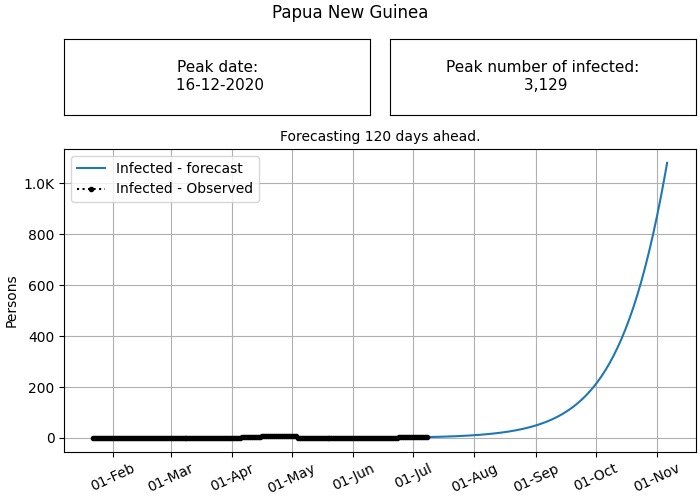 Papua New Guinea
Peak date:
16-12-2020
Peak number of infected:
3,129
Forecasting 120 days ahead.
Infected - forecast
Infected - Observed
1.0K
800
600
400
200
0
Persons
01-Feb
01-Mar
01-Apr
01-May
01-Jun
01-Jul
01-Aug
01-Sep
01-Oct
01-Nov